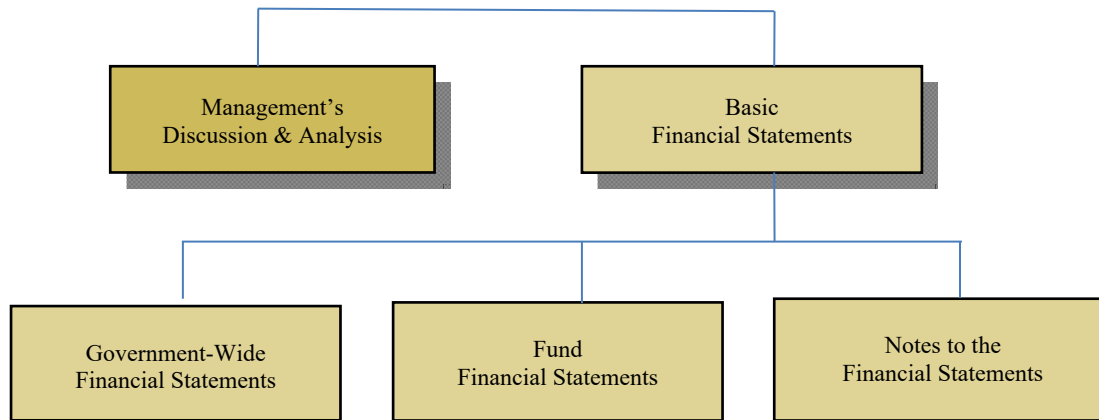 Management’s
Discussion & Analysis
Basic
Financial Statements
Government-Wide
Financial Statements
Fund
Financial Statements
Notes to the
Financial Statements